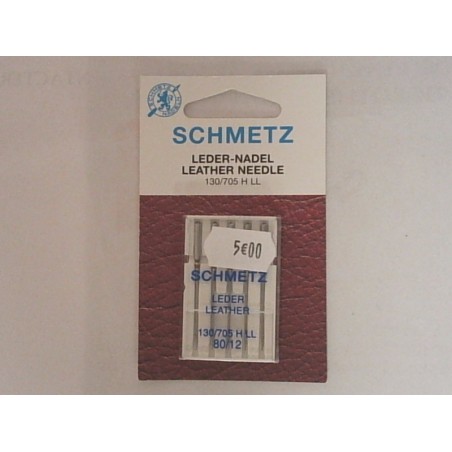 SCHMETZ
LEDER-NADEL
LEATHER NEEDLE
130/705 H LL
5€00
SCHMETZ
LEDER
LEATHER
130/705 H LL
80/12